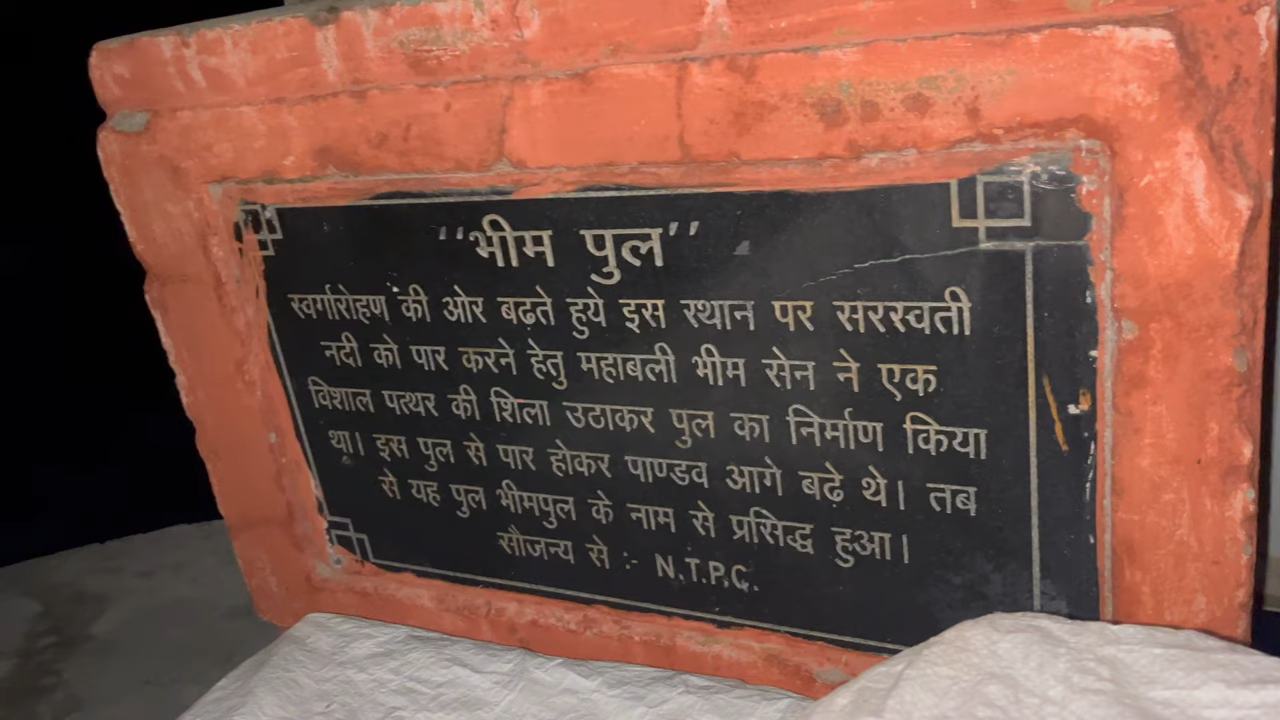 ''भीम पुल''
स्वर्गारोहण की ओर बढ़ते हुये इस स्थान पर सरस्वती
नदी को पार करने हेतु महाबली भीम सेन ने एक
विशाल पत्थर की शिला उठाकर पुल का निर्माण किया
था। इस पुल से पार होकर पाण्डव आगे बढ़े थे। तब
से यह पुल भीमपुल के नाम से प्रसिद्ध हुआ।
सौजन्य से :- N.T.P.C.